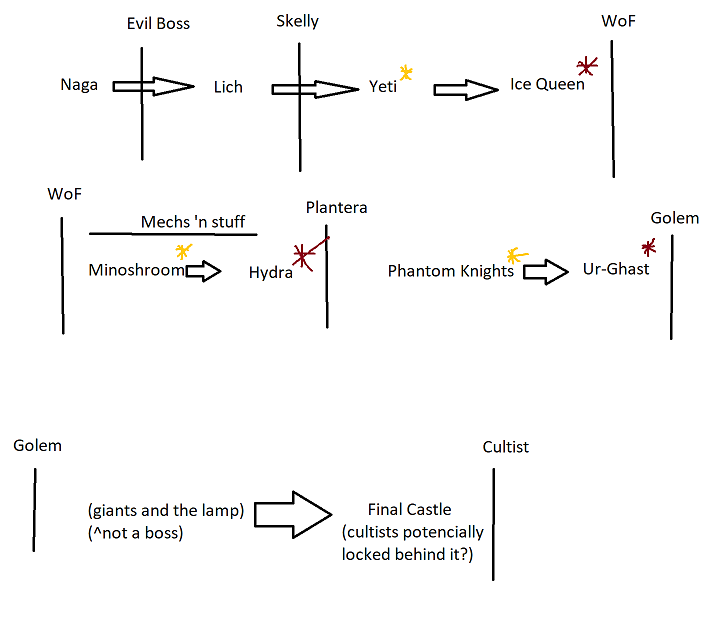 Evil Boss
Skelly
WoF
Naga
Lich
Yeti
Ice Queen
WoF
Mechs 'n stuff
Plantera
Golem
Minoshroom
Hydra
Phantom Knights
Ur-Ghast
Golem
Cultist
(giants and the lamp)
(^not a boss)
Final Castle
(cultists potencially
locked behind it?)